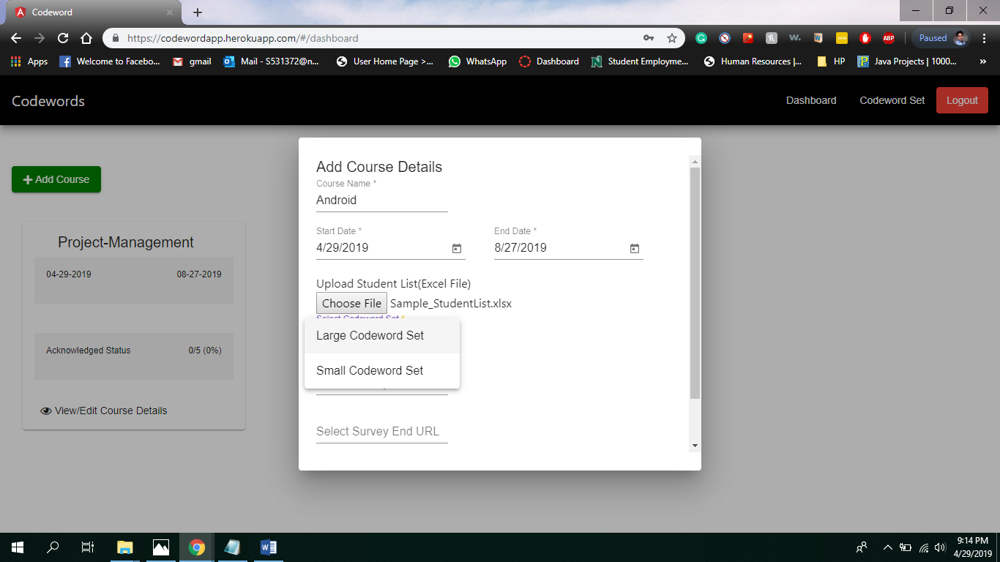 Codeword
https://codewordapp.herokuapp.com/#/dashboard
Paused
Apps
Welcome to Facebo...
gmail
Mail - S531372@n...
User Home Page >...
WhatsApp
Dashboard
Student Employme...
Human Resources |...
HP
Java Projects | 1000...
»
Codewords
Dashboard
Codeword Set
Logout
Add Course
Project-Management
04-29-2019 08-27-2019
Acknowledged Status 0/5 (0%)
View/Edit Course Details
Add Course Details
Course Name *
Android
Start Date * End Date *
4/29/2019 8/27/2019
Upload Student List(Excel File)
Choose File Sample_StudentList.xlsx
Select Codeword Set *
Large Codeword Set
Small Codeword Set
Select Survey End URL
9:14 PM
4/29/2019